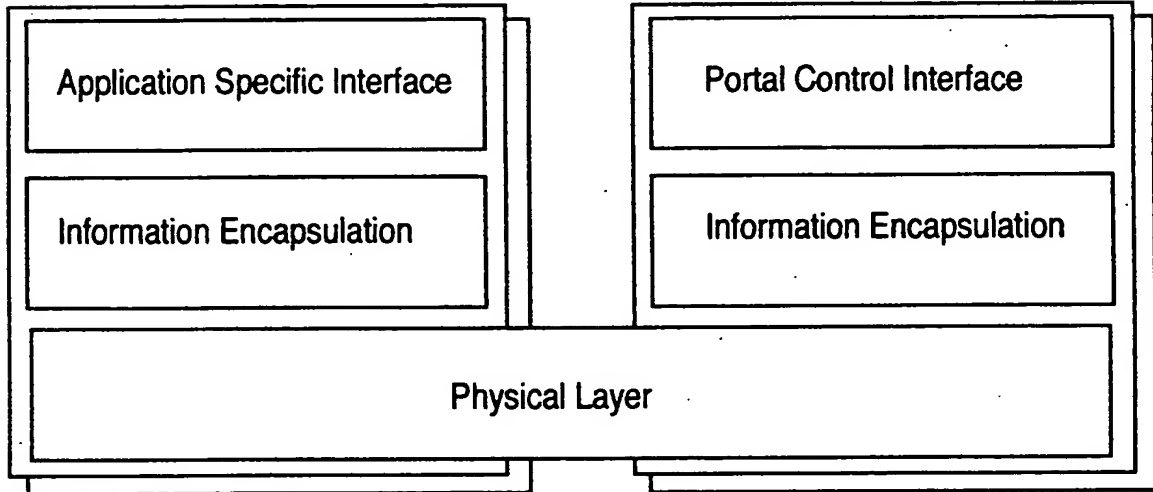 Application Specific Interface
Portal Control Interface
Information Encapsulation
Information Encapsulation
Physical Layer